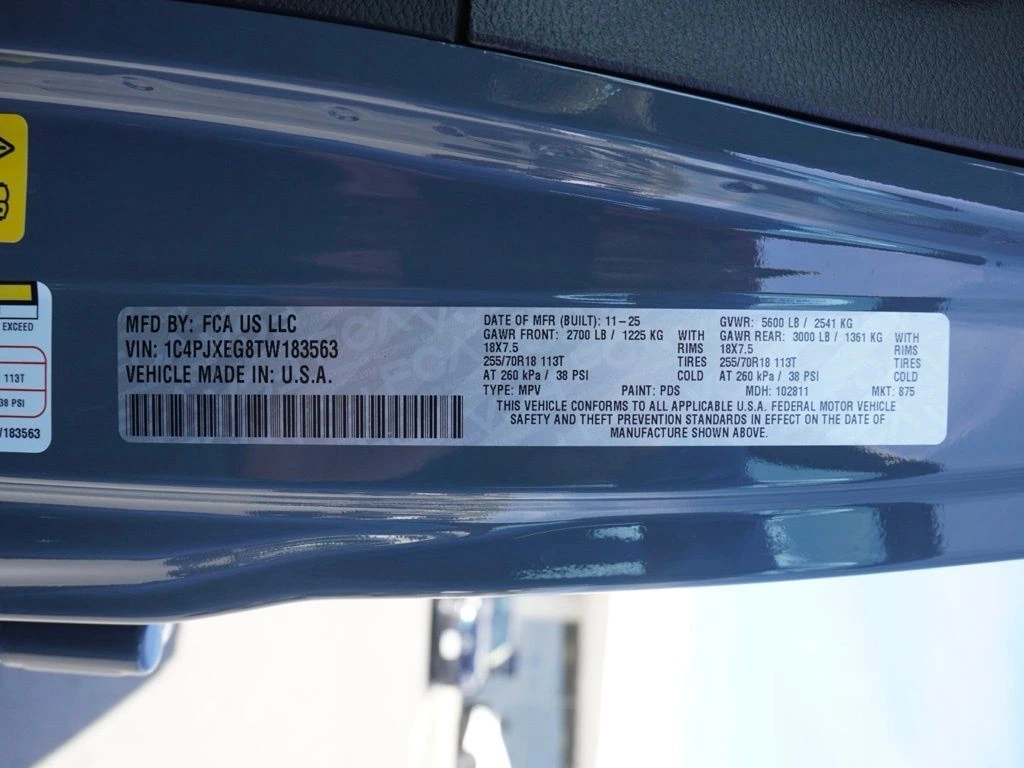 EXCEED
113T
38 PSI
183563
MFD BY: FCA US LLC
VIN: 1C4PJXEG8TW183563
VEHICLE MADE IN: U.S.A.
DATE OF MFR (BUILT): 11-25
GAWR FRONT: 2700 LB / 1225 KG WITH
18X7.5 RIMS
255/70R18 113T TIRES
AT 260 kPa / 38 PSI COLD
GVWR: 5600 LB / 2541 KG
GAWR REAR: 3000 LB / 1361 KG WITH
18X7.5 RIMS
255/70R18 113T TIRES
AT 260 kPa / 38 PSI COLD
TYPE: MPV PAINT: PDS MDH: 102811 MKT: 875
THIS VEHICLE CONFORMS TO ALL APPLICABLE U.S.A. FEDERAL MOTOR VEHICLE
SAFETY AND THEFT PREVENTION STANDARDS IN EFFECT ON THE DATE OF
MANUFACTURE SHOWN ABOVE.